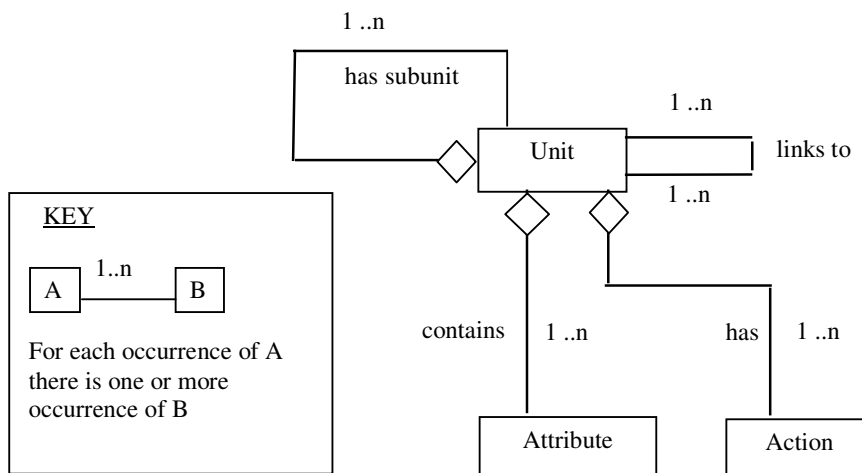 1 ..n
has subunit
1 ..n
Unit
links to
1 ..n
KEY
1..n
A
B
For each occurrence of A
there is one or more
occurrence of B
contains
1 ..n
has
1 ..n
Attribute
Action